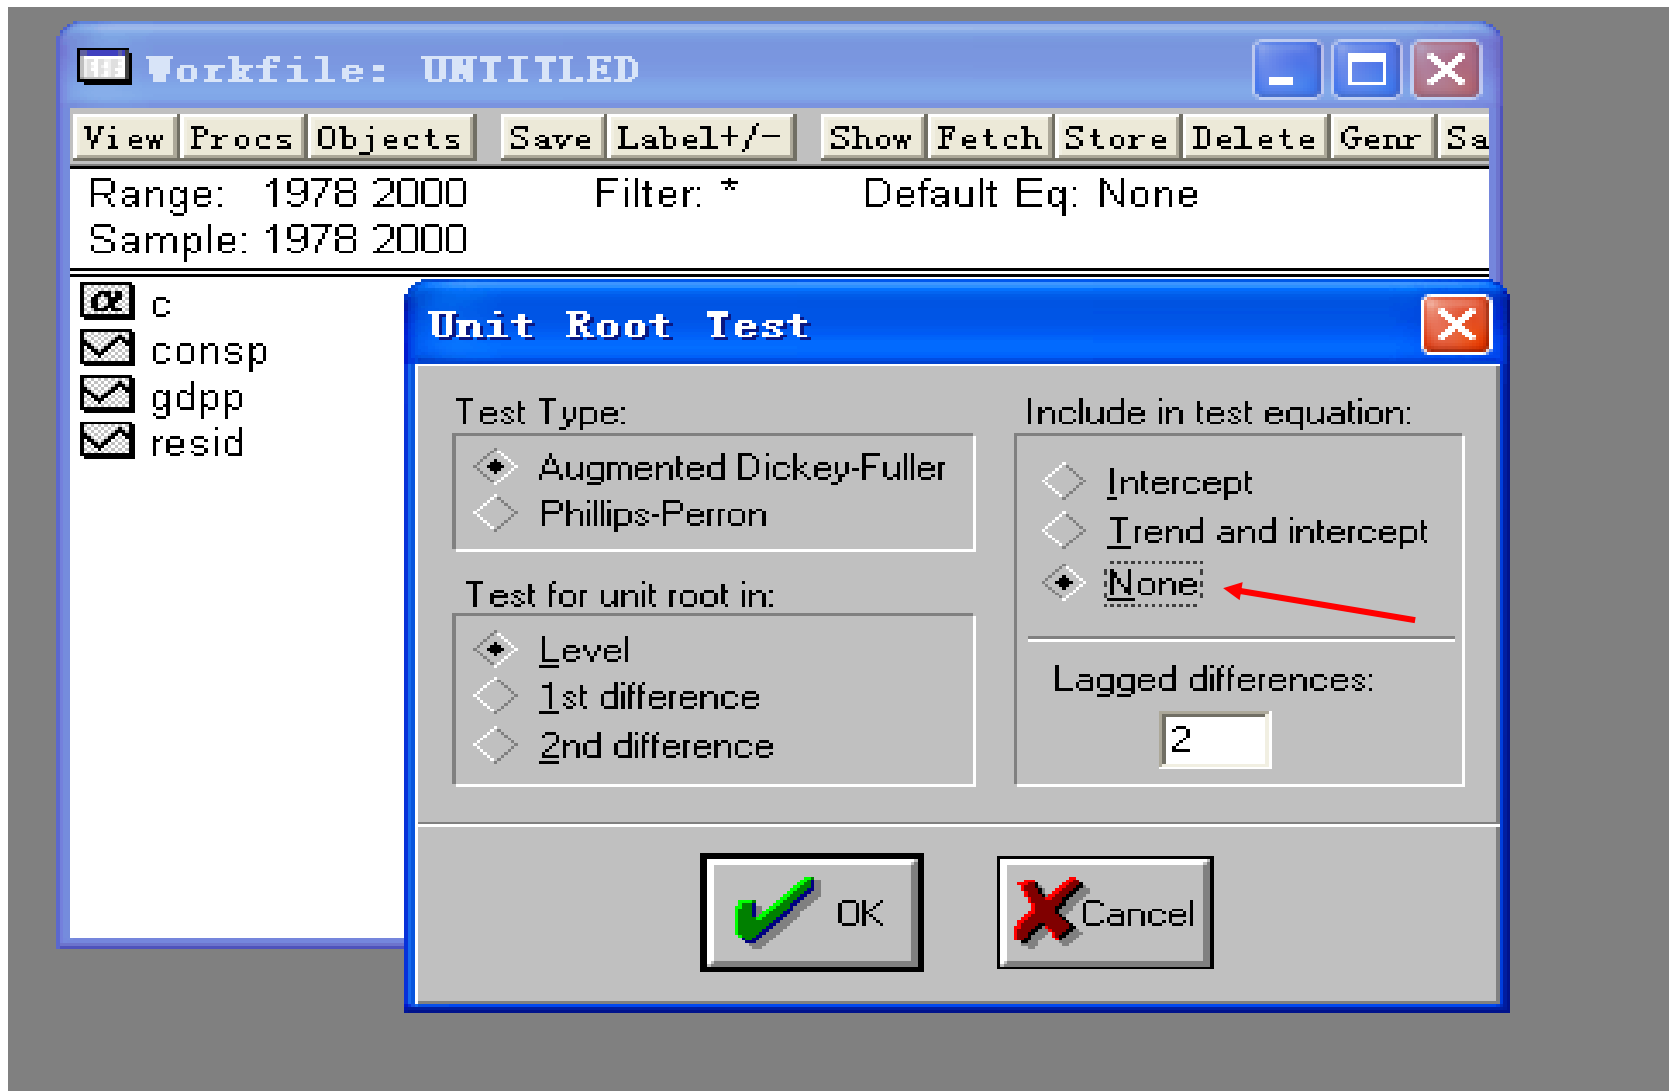 Workfile: UNTITLED
View Procs Objects Save Label+/- Show Fetch Store Delete Genr Sa
Range: 1978 2000 Filter: * Default Eq: None
Sample: 1978 2000
c
consp
gdpp
resid
Unit Root Test
Test Type:
Augmented Dickey-Fuller
Phillips-Perron
Test for unit root in:
Level
1st difference
2nd difference
Include in test equation:
Intercept
Trend and intercept
None
Lagged differences:
2
OK
Cancel